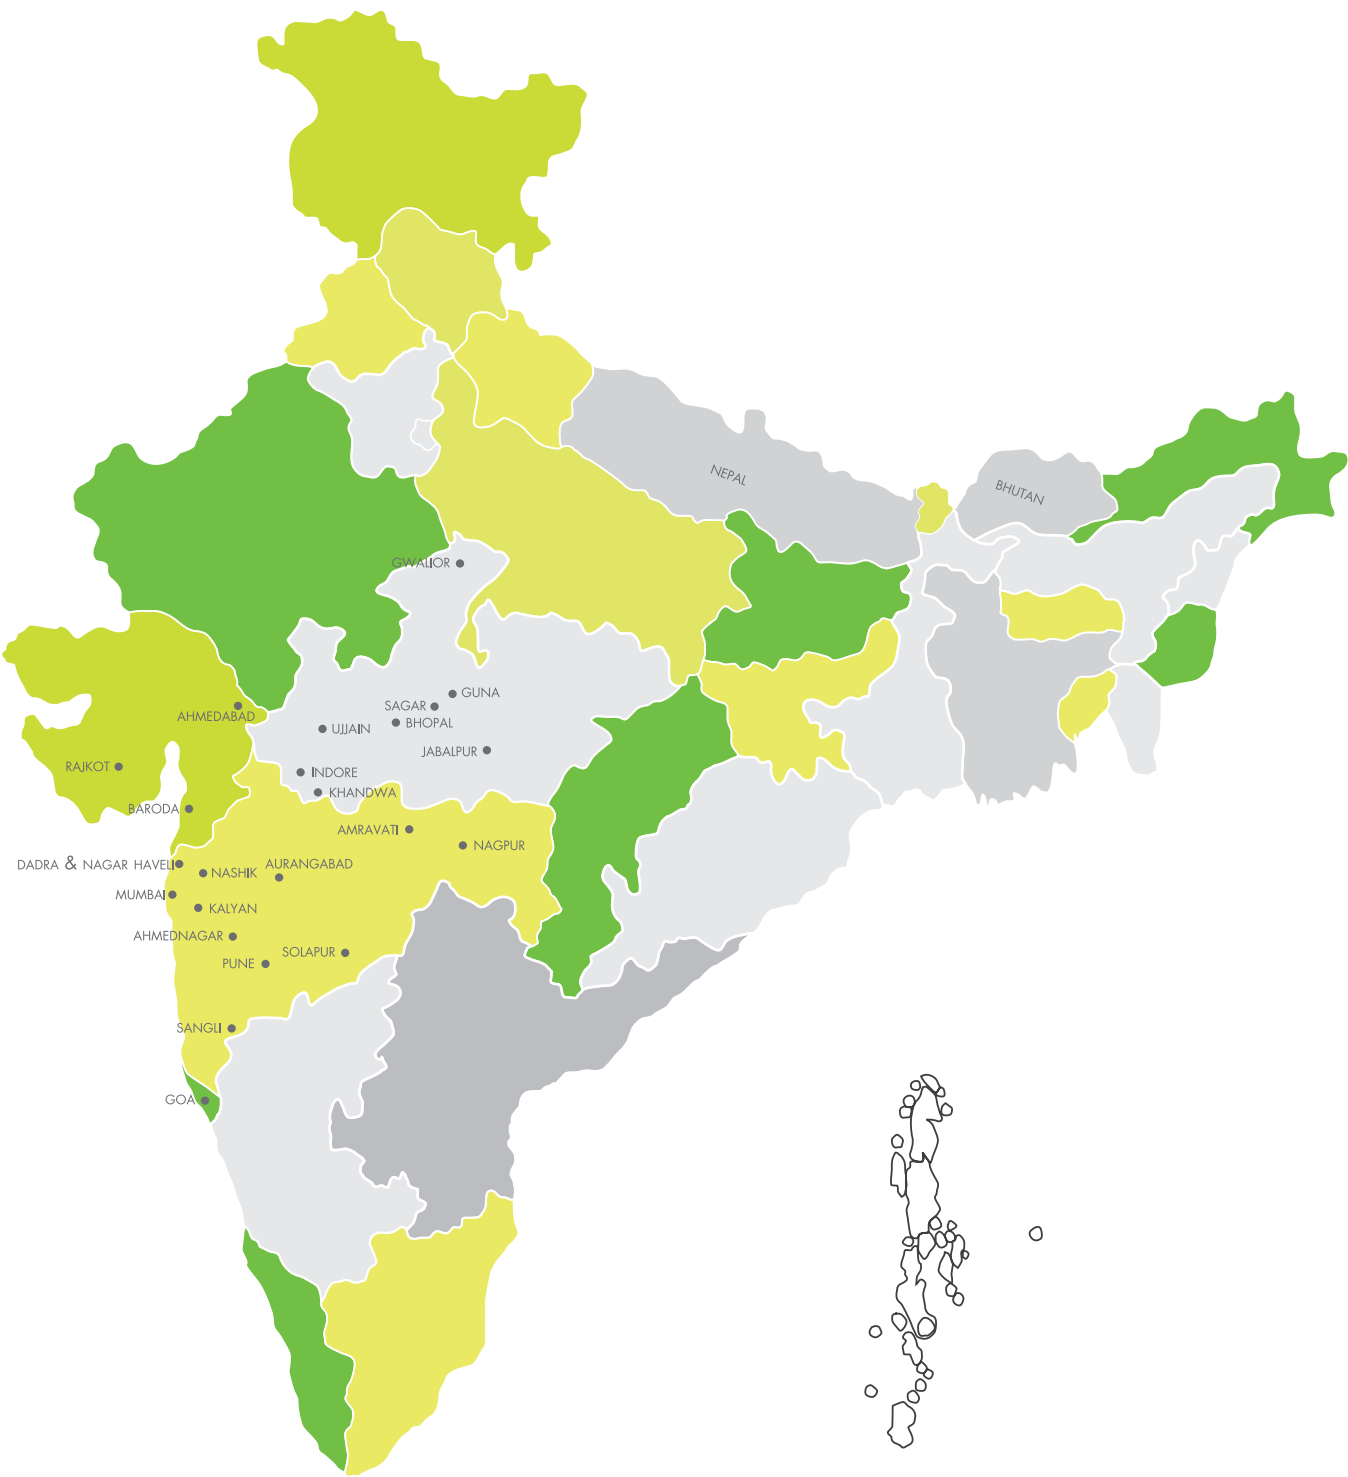 NEPAL
BHUTAN
GWALIOR
GUNA
SAGAR
AHMEDABAD
BHOPAL
UJJAIN
JABALPUR
RAJKOT
INDORE
KHANDWA
BARODA
AMRAVATI
NAGPUR
DADRA & NAGAR HAVELI
AURANGABAD
NASHIK
MUMBAI
KALYAN
AHMEDNAGAR
SOLAPUR
PUNE
SANGLI
GOA